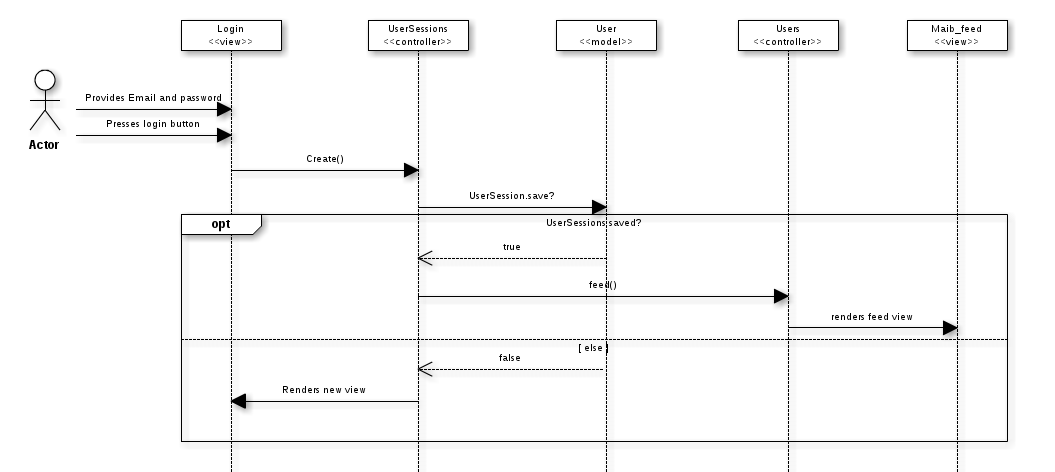 Login
<<view>>
UserSessions
<<controller>>
User
<<model>>
Users
<<controller>>
Maib_feed
<<view>>
Provides Email and password
Presses login button
Actor
Create()
UserSession.save?
opt
UserSessions.saved?
true
feed()
renders feed view
[ else ]
false
Renders new view